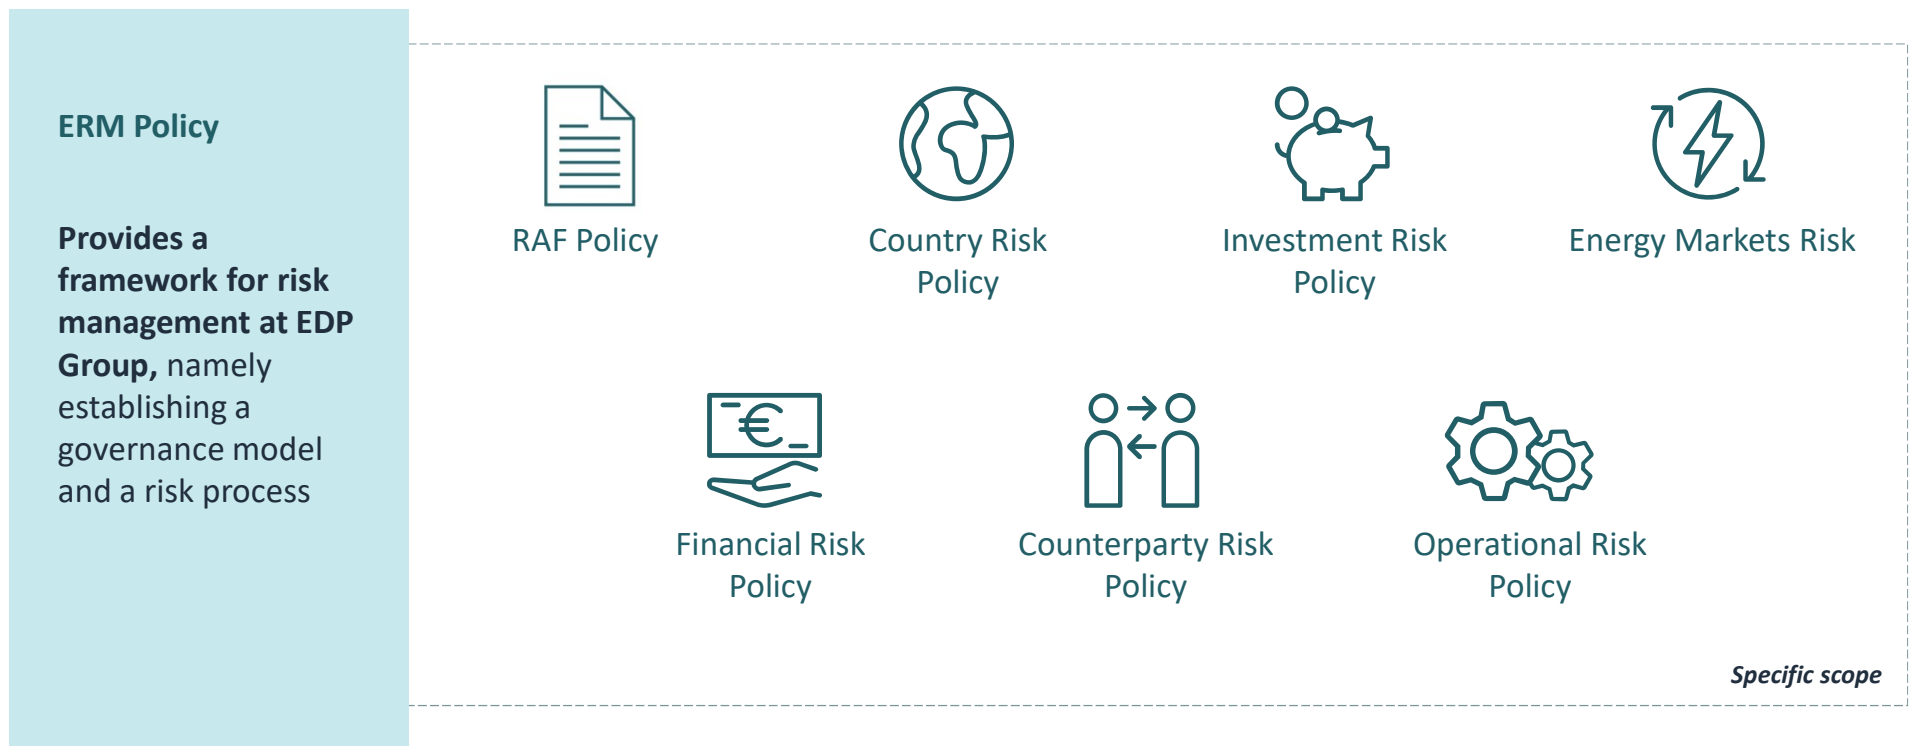 ERM Policy
Provides a
framework for risk
management at EDP
Group, namely
establishing a
governance model
and a risk process
RAF Policy
Country Risk
Policy
Investment Risk
Policy
Energy Markets Risk
Financial Risk
Policy
Counterparty Risk
Policy
Operational Risk
Policy
Specific scope